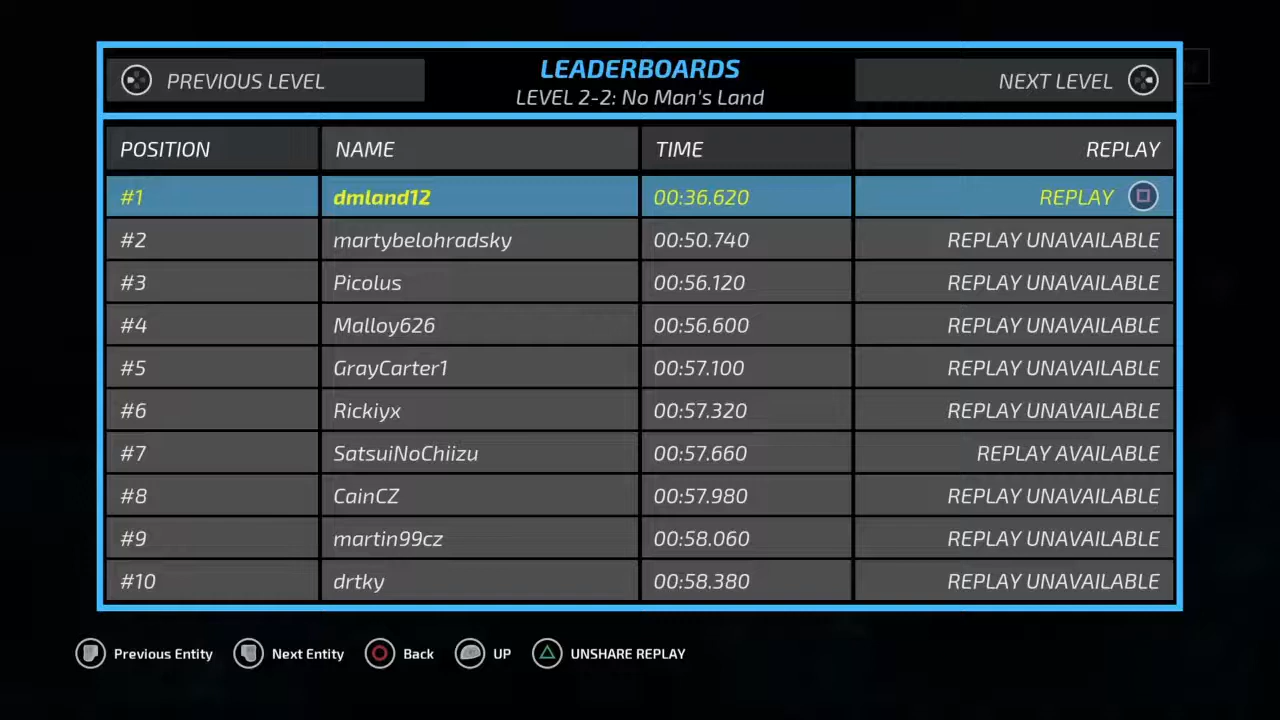 PREVIOUS LEVEL
LEADERBOARDS
LEVEL 2-2: No Man's Land
NEXT LEVEL
POSITION NAME TIME REPLAY
#1 dmland12 00:36.620 REPLAY
#2 martybelohradsky 00:50.740 REPLAY UNAVAILABLE
#3 Picolus 00:56.120 REPLAY UNAVAILABLE
#4 Malloy626 00:56.600 REPLAY UNAVAILABLE
#5 GrayCarter1 00:57.100 REPLAY UNAVAILABLE
#6 Rickiyx 00:57.320 REPLAY UNAVAILABLE
#7 SatsuiNoChiizu 00:57.660 REPLAY AVAILABLE
#8 CainCZ 00:57.980 REPLAY UNAVAILABLE
#9 martin99cz 00:58.060 REPLAY UNAVAILABLE
#10 drtky 00:58.380 REPLAY UNAVAILABLE
Previous Entity Next Entity Back UP UNSHARE REPLAY